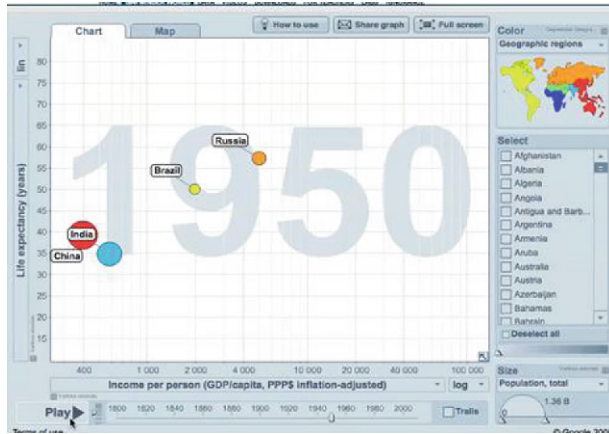 Chart
Map
How to use
Share graph
Full screen
Color
Geographic regions
lin
80
75
70
65
60
55
50
45
40
35
30
25
20
15
Life expectancy (years)
1950
Russia
Brazil
India
China
Select
Afghanistan
Albania
Algeria
Angola
Antigua and Barb...
Argentina
Armenia
Aruba
Australia
Austria
Azerbaijan
Bahamas
Bahrain
Deselect all
400
1 000
2 000
4 000
10 000
20 000
40 000
100 000
Income per person (GDP/capita, PPP$ inflation-adjusted)
log
Size
Population, total
1.36 B
0
Play
1800 1820 1840 1860 1880 1900 1920 1940 1960 1980 2000
Trails
Terms of use